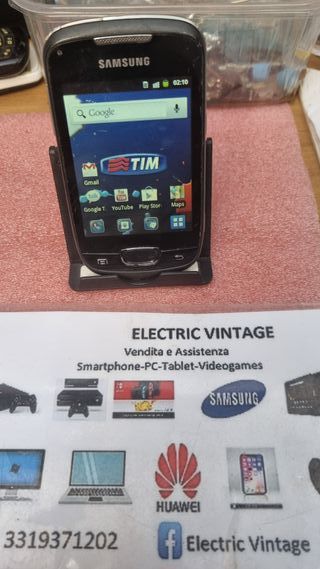 SAMSUNG
02:10
Google
TIM
Gmail
Google T YouTube Play Store Maps
ELECTRIC VINTAGE
Vendita e Assistenza
Smartphone-PC-Tablet-Videogames
SAMSUNG
HUAWEI
3319371202 f Electric Vintage